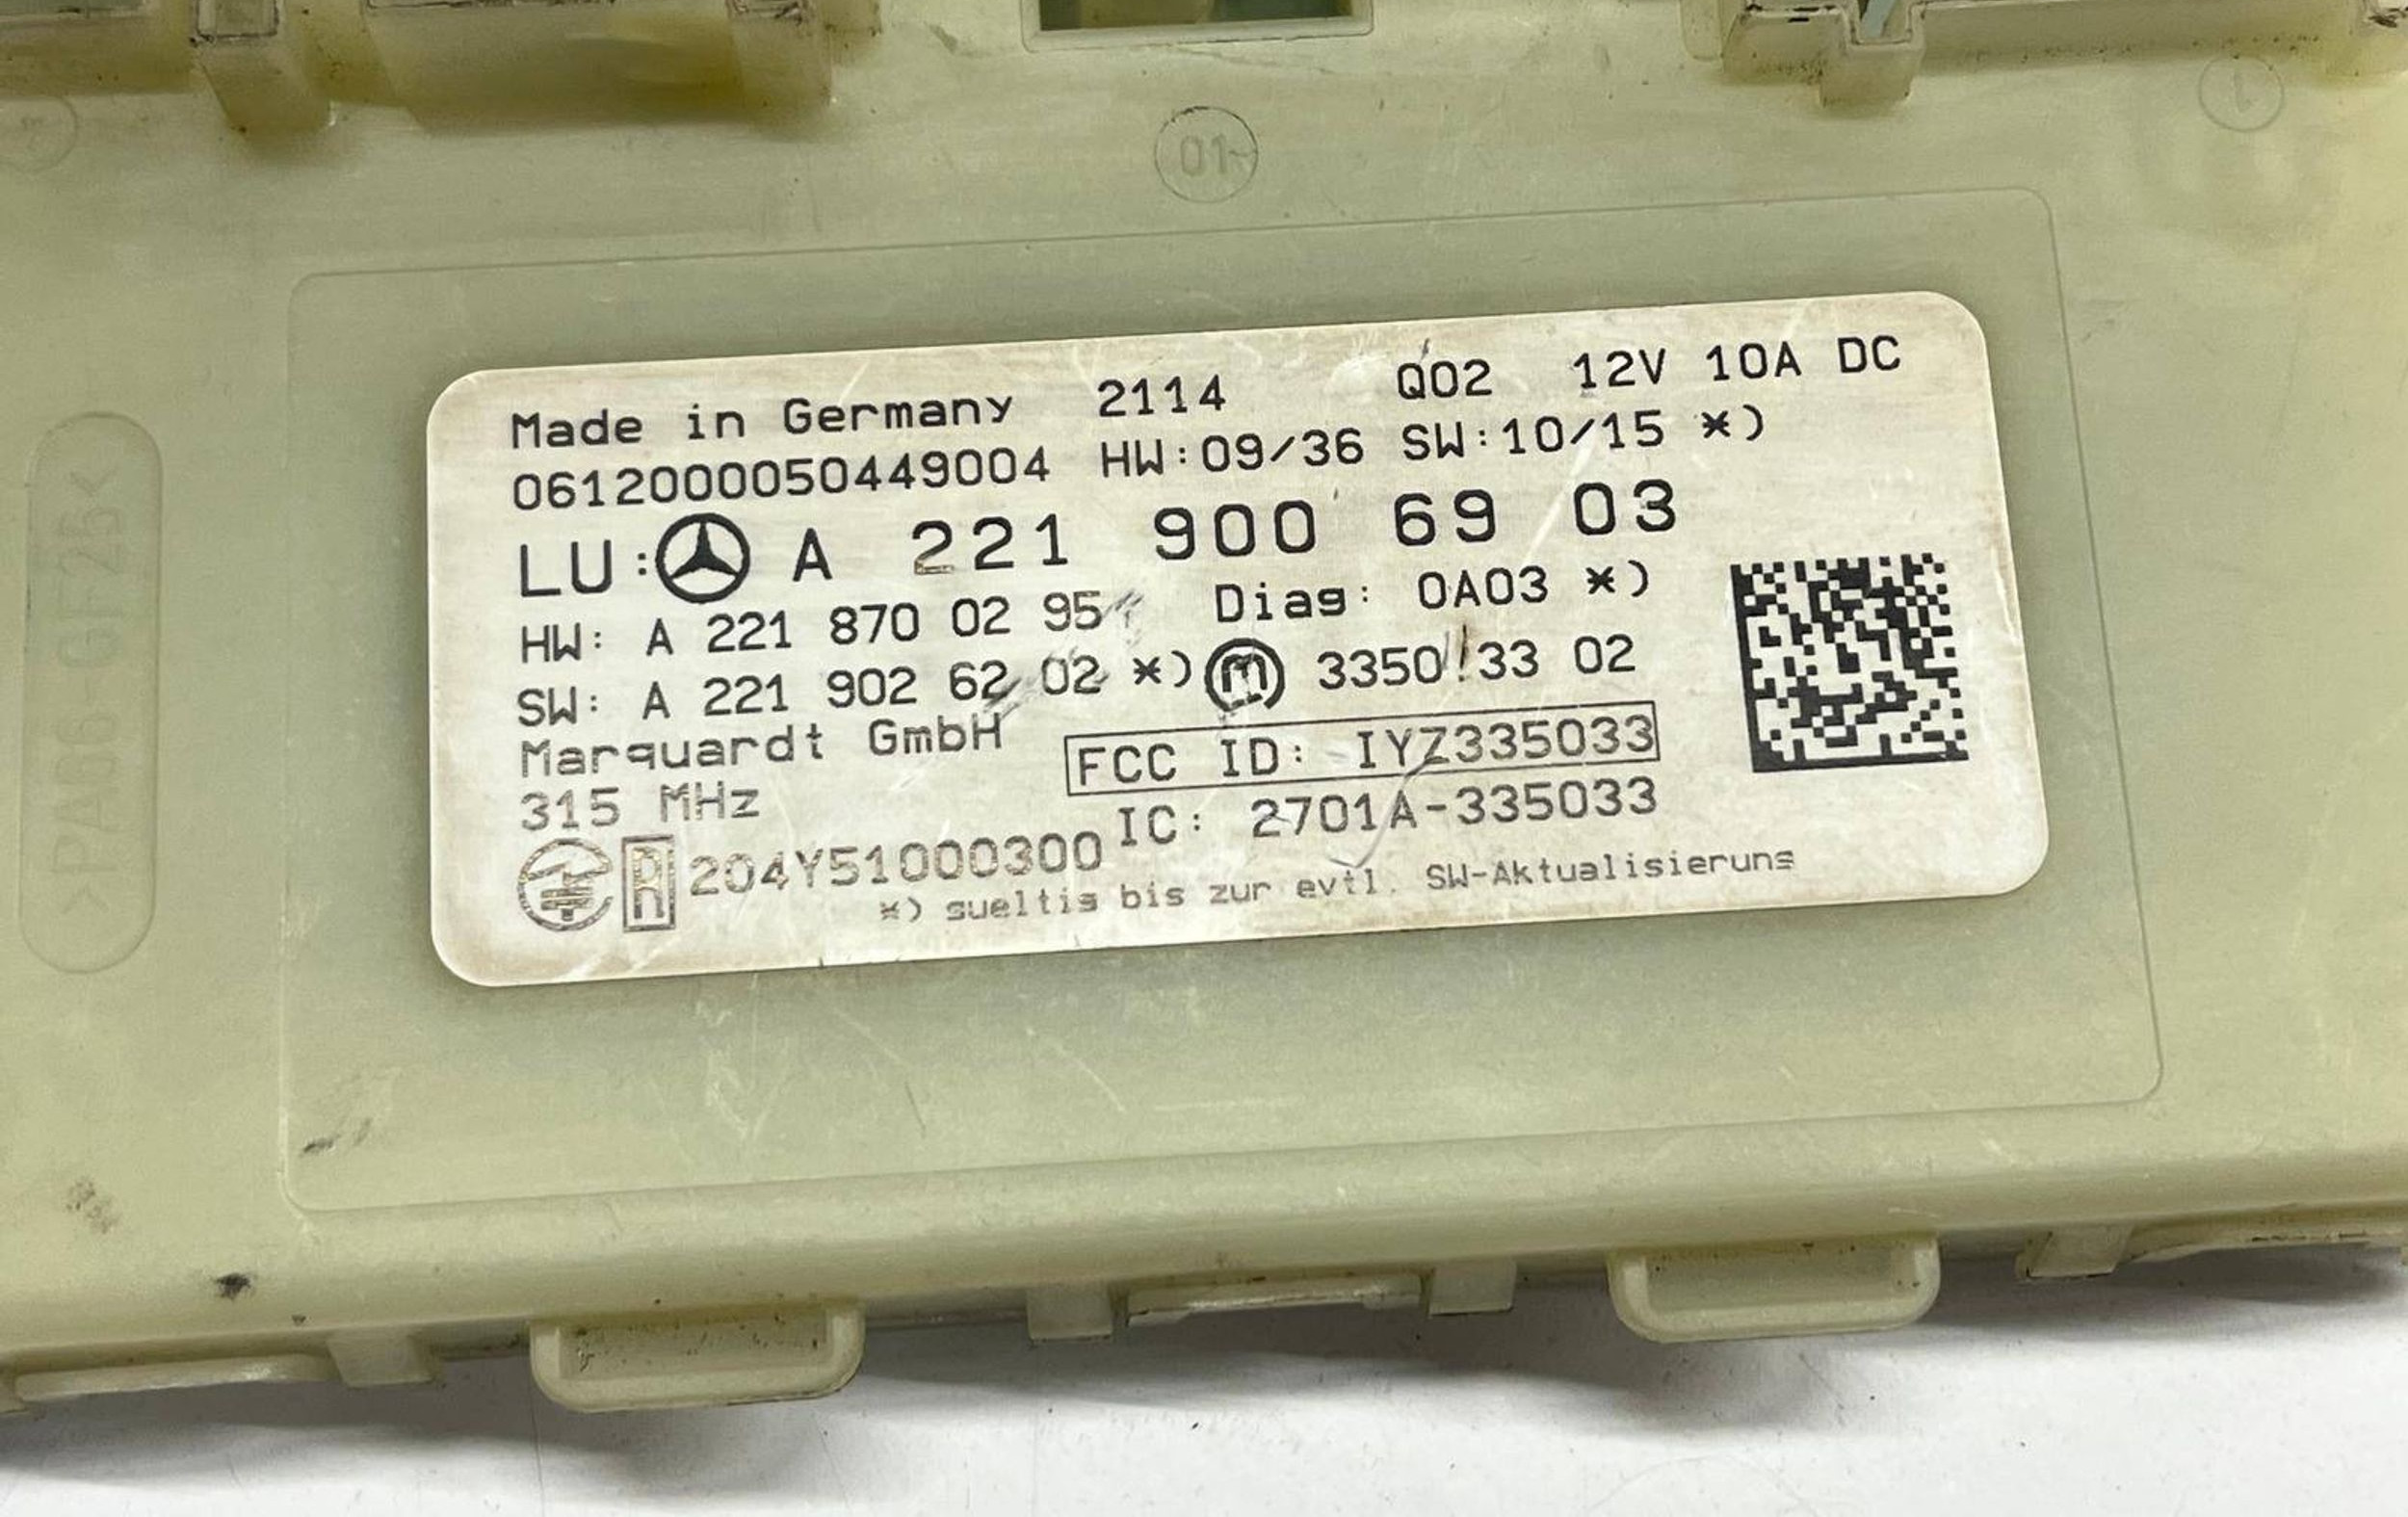 01
Made in Germany 2114 Q02 12V 10A DC
0612000050449004 HW:09/36 SW:10/15 *)
LU: A 221 900 69 03
HW: A 221 870 02 95 Diag: 0A03 *)
SW: A 221 902 62 02 *) m 3350.33 02
Marquardt GmbH FCC ID: IYZ335033
315 MHz IC: 2701A-335033
R 204Y51000300
*) gueltig bis zur evtl. SW-Aktualisierung
>PA66 GF25<